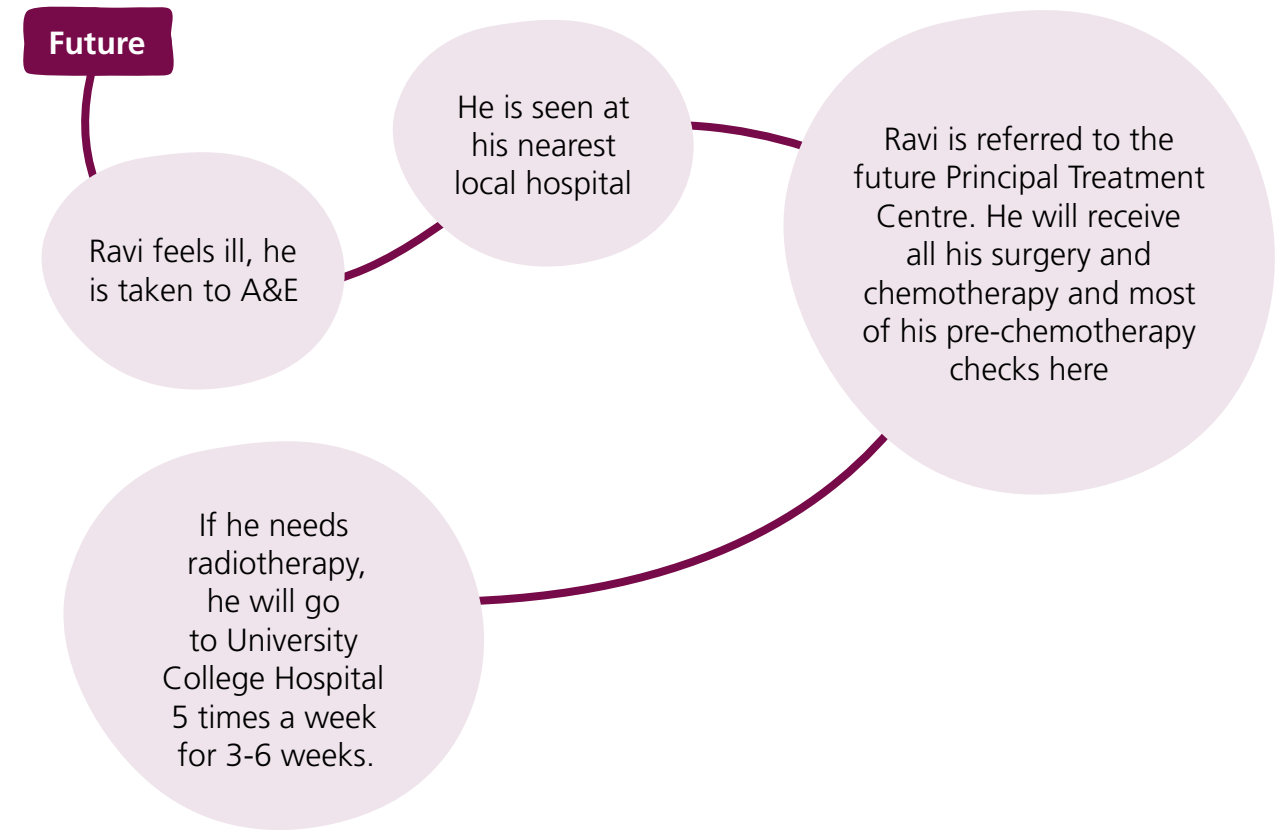 Future
Ravi feels ill, he
is taken to A&E
He is seen at
his nearest
local hospital
Ravi is referred to the
future Principal Treatment
Centre. He will receive
all his surgery and
chemotherapy and most
of his pre-chemotherapy
checks here
If he needs
radiotherapy,
he will go
to University
College Hospital
5 times a week
for 3-6 weeks.